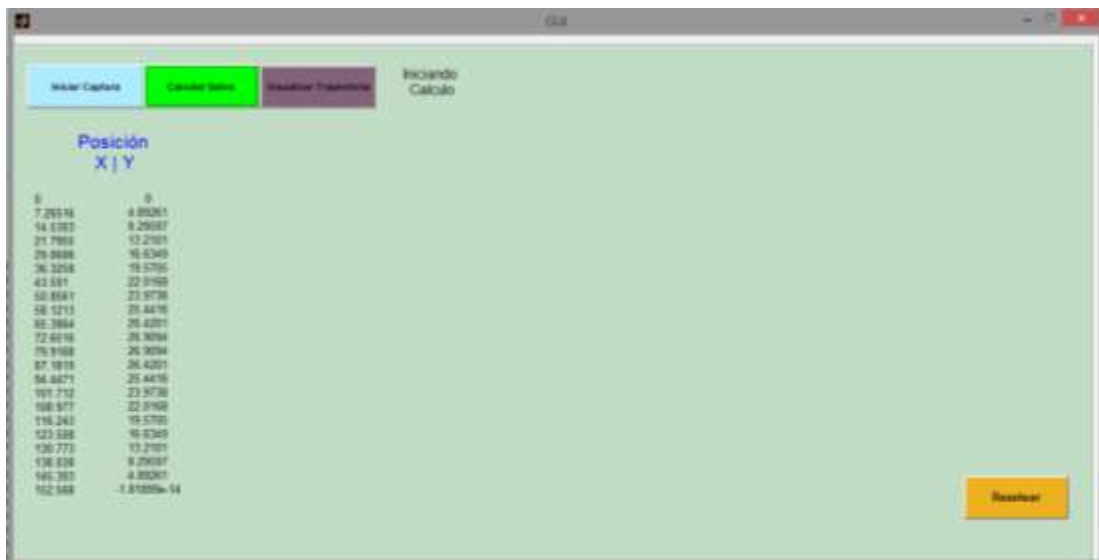 GUI
Iniciar Captura
Calcular Datos
Visualizar Trayectoria
Iniciando
Calculo
Posición
X | Y
0 0
7.26516 4.89261
14.5303 9.29597
21.7955 13.2101
29.0606 16.6349
36.3258 19.5705
43.591 22.0168
50.8561 23.9738
58.1213 25.4416
65.3864 26.4201
72.6516 26.9094
79.9168 26.9094
87.1819 26.4201
94.4471 25.4416
101.712 23.9738
108.977 22.0168
116.243 19.5705
123.508 16.6349
130.773 13.2101
138.038 9.29597
145.303 4.89261
152.568
Resetear